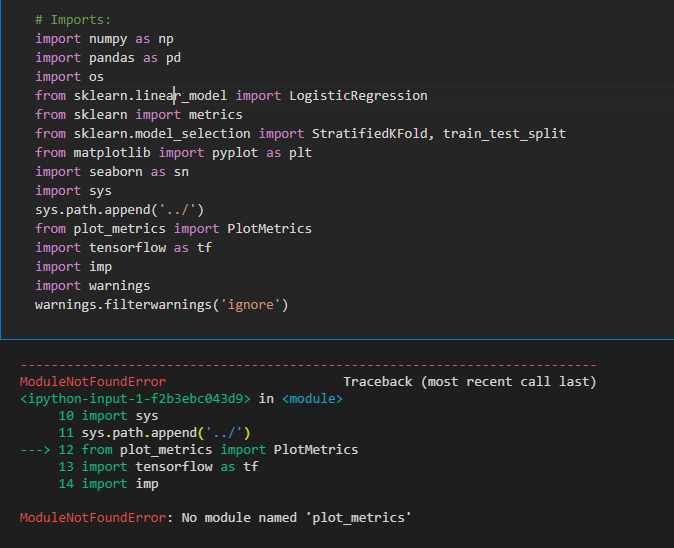 # Imports:
import numpy as np
import pandas as pd
import os
from sklearn.linear_model import LogisticRegression
from sklearn import metrics
from sklearn.model_selection import StratifiedKFold, train_test_split
from matplotlib import pyplot as plt
import seaborn as sn
import sys
sys.path.append('../')
from plot_metrics import PlotMetrics
import tensorflow as tf
import imp
import warnings
warnings.filterwarnings('ignore')
---------------------------------------------------------------------------
ModuleNotFoundError                       Traceback (most recent call last)
<ipython-input-1-f2b3ebc043d9> in <module>
     10 import sys
     11 sys.path.append('../')
---> 12 from plot_metrics import PlotMetrics
     13 import tensorflow as tf
     14 import imp
ModuleNotFoundError: No module named 'plot_metrics'